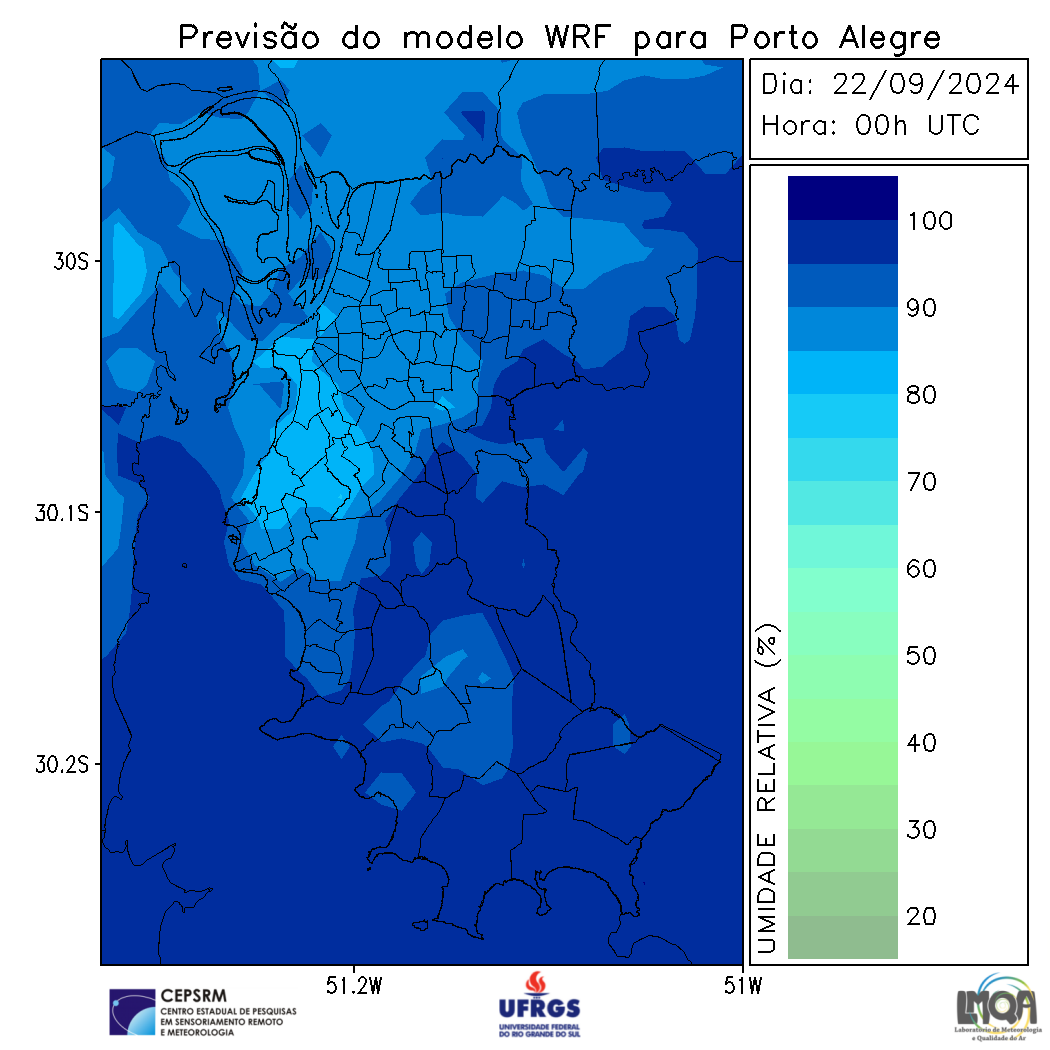 Previsão do modelo WRF para Porto Alegre
Dia: 22/09/2024
Hora: 00h UTC
30S
30.1S
30.2S
51.2W
51W
UMIDADE RELATIVA (%)
100
90
80
70
60
50
40
30
20
CEPSRM
CENTRO ESTADUAL DE PESQUISAS
EM SENSORIAMENTO REMOTO
E METEOROLOGIA
UFRGS
UNIVERSIDADE FEDERAL
DO RIO GRANDE DO SUL
LMQA
Laboratório de Meteorologia
e Qualidade do Ar